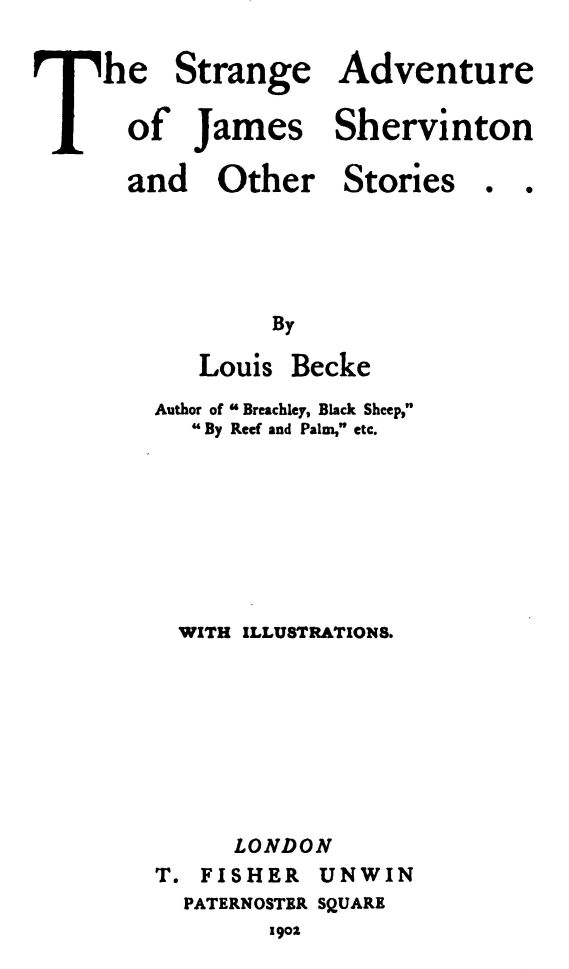 The Strange Adventure
of James Shervinton
and Other Stories . .
By
Louis Becke
Author of "Breachley, Black Sheep,"
"By Reef and Palm," etc.
WITH ILLUSTRATIONS.
LONDON
T. FISHER UNWIN
PATERNOSTER SQUARE
1902